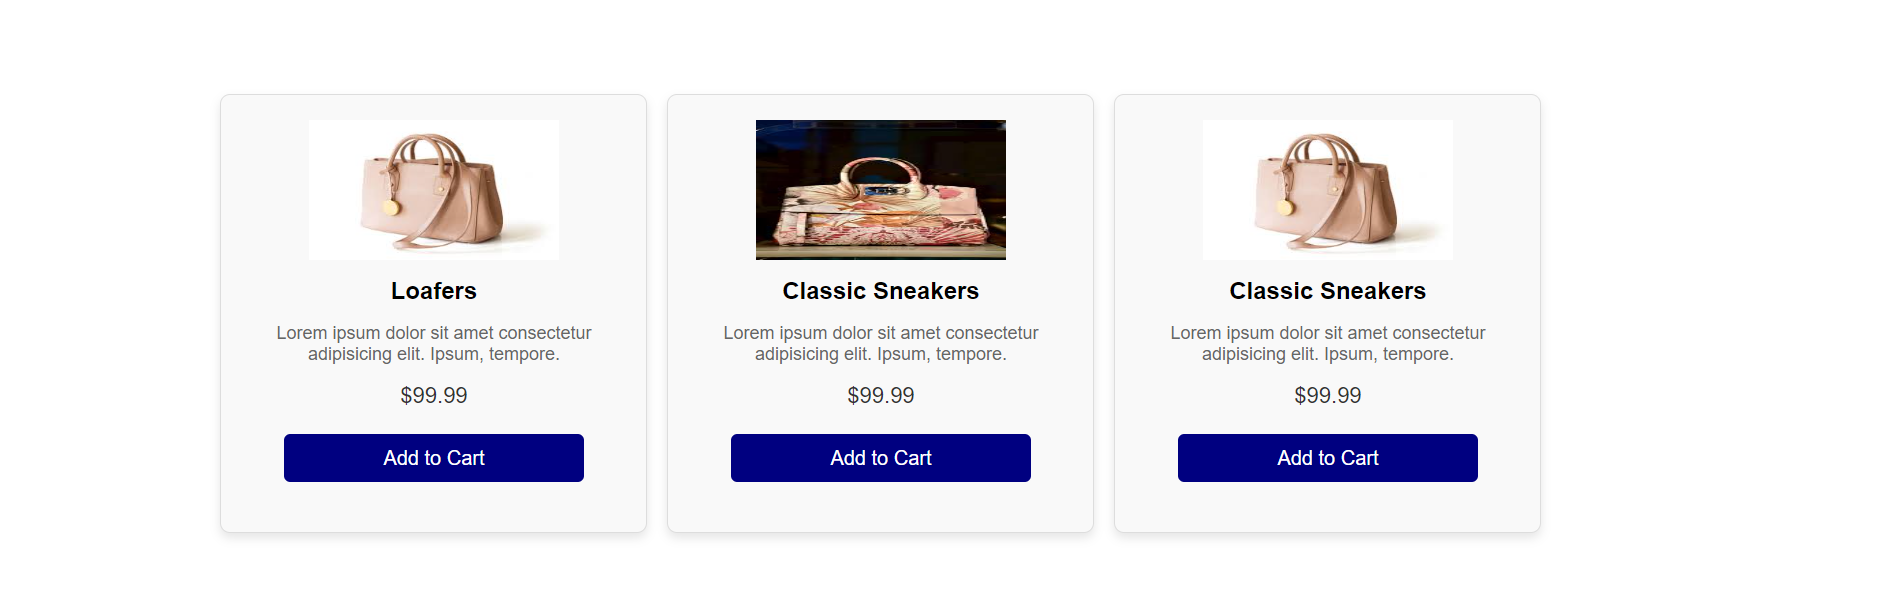 Loafers
Lorem ipsum dolor sit amet consectetur
adipisicing elit. Ipsum, tempore.
$99.99
Add to Cart
Classic Sneakers
Lorem ipsum dolor sit amet consectetur
adipisicing elit. Ipsum, tempore.
$99.99
Add to Cart
Classic Sneakers
Lorem ipsum dolor sit amet consectetur
adipisicing elit. Ipsum, tempore.
$99.99
Add to Cart